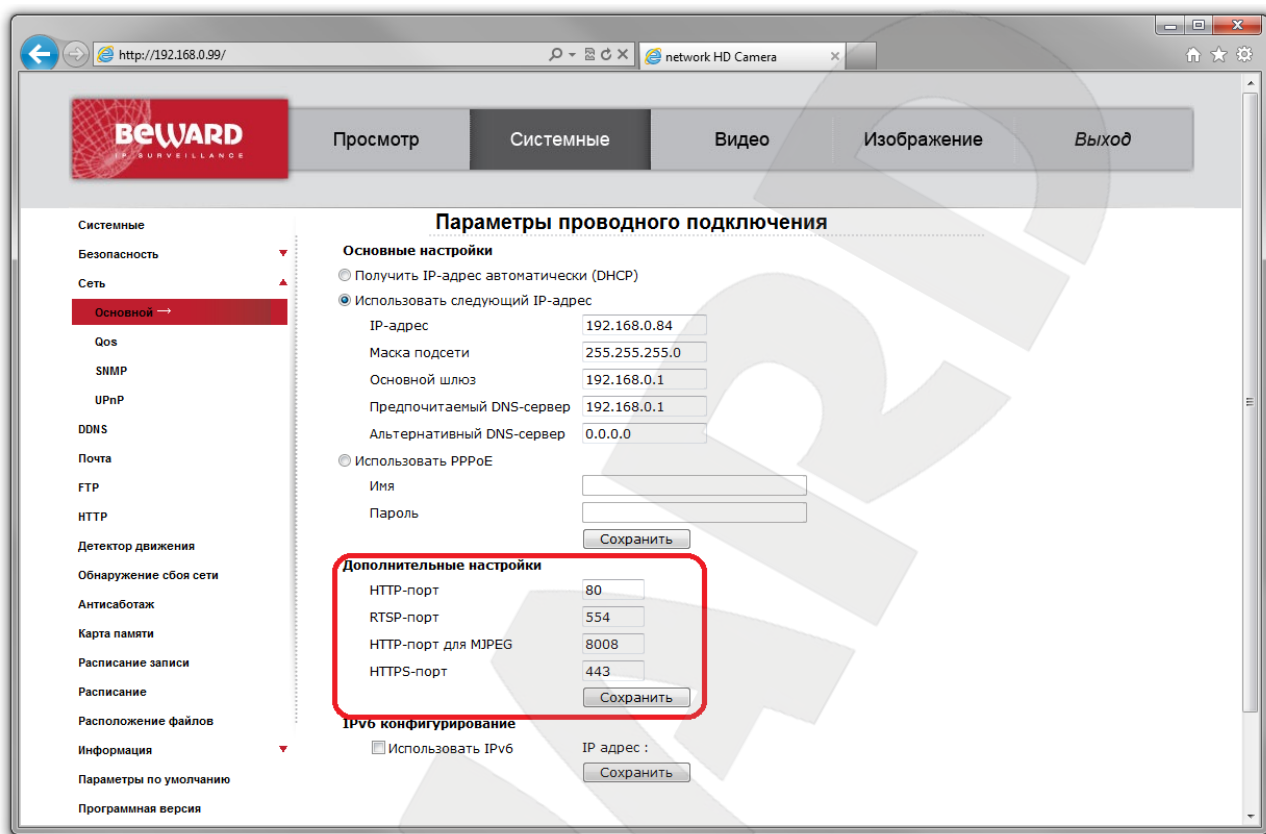 http://192.168.0.99/
network HD Camera
BEWARD
IP SURVEILLANCE
Просмотр Системные Видео Изображение Выход
Системные
Безопасность
Сеть
Основной →
Qos
SNMP
UPnP
DDNS
Почта
FTP
HTTP
Детектор движения
Обнаружение сбоя сети
Антисаботаж
Карта памяти
Расписание записи
Расписание
Расположение файлов
Информация
Параметры по умолчанию
Программная версия
Параметры проводного подключения
Основные настройки
Получить IP-адрес автоматически (DHCP)
Использовать следующий IP-адрес
IP-адрес 192.168.0.84
Маска подсети 255.255.255.0
Основной шлюз 192.168.0.1
Предпочитаемый DNS-сервер 192.168.0.1
Альтернативный DNS-сервер 0.0.0.0
Использовать PPPoE
Имя
Пароль
Сохранить
Дополнительные настройки
HTTP-порт 80
RTSP-порт 554
HTTP-порт для MJPEG 8008
HTTPS-порт 443
Сохранить
IPv6 конфигурирование
Использовать IPv6 IP адрес :
Сохранить